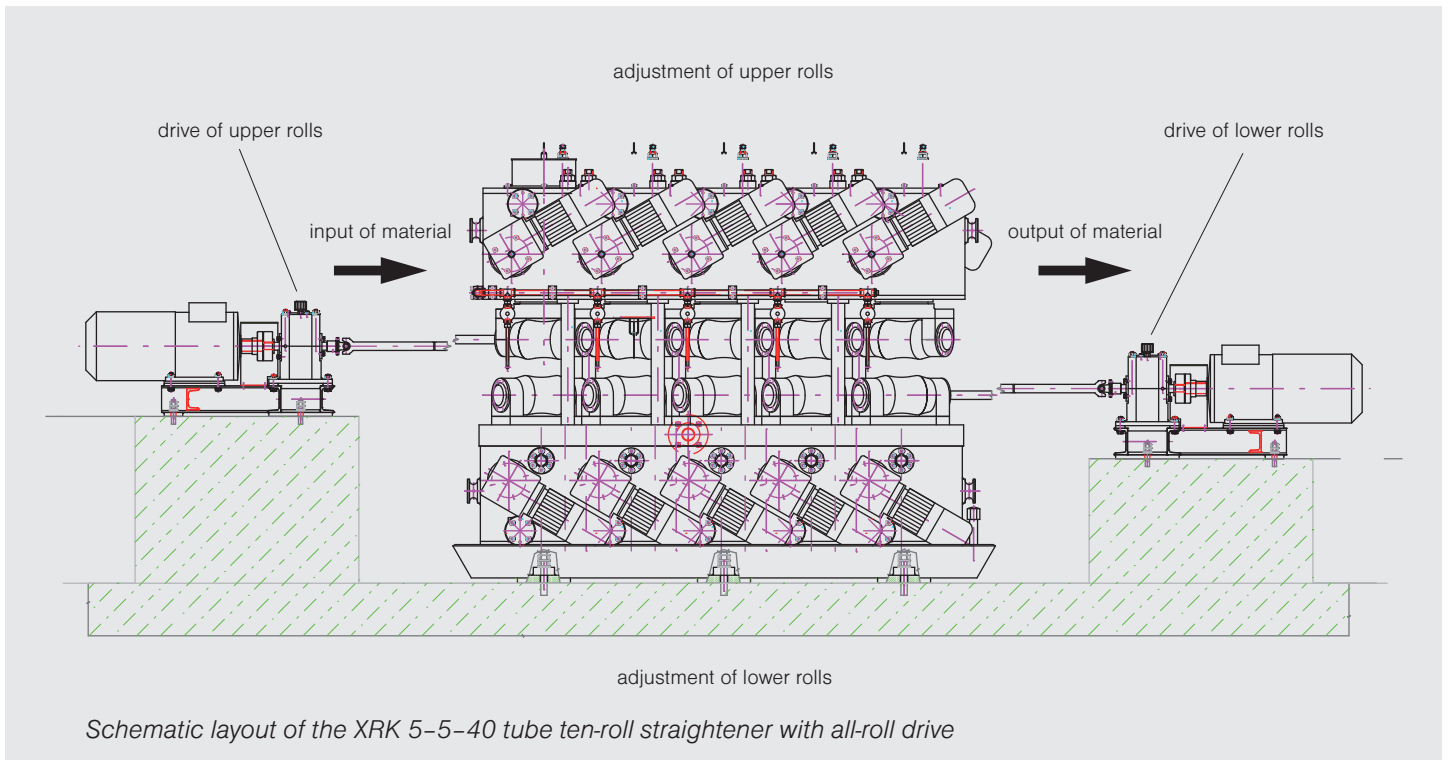 adjustment of upper rolls
drive of upper rolls
drive of lower rolls
input of material
output of material
adjustment of lower rolls
Schematic layout of the XRK 5–5–40 tube ten-roll straightener with all-roll drive